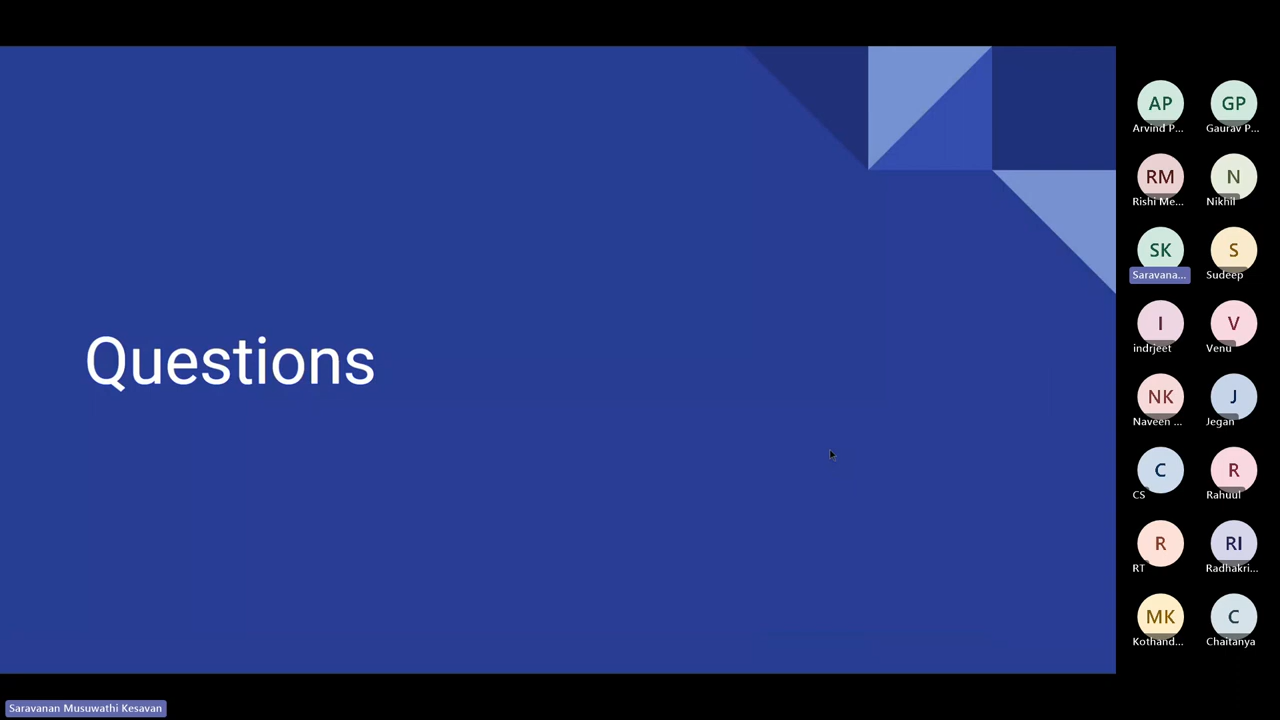 Questions
AP
Arvind P...
GP
Gaurav P...
RM
Rishi Me...
N
Nikhil
SK
Saravana...
S
Sudeep
I
indrjeet
V
Venu
NK
Naveen ...
J
Jegan
C
CS
R
Rahuul
R
RT
RI
Radhakri...
MK
Kothand...
C
Chaitanya
Saravanan Musuwathi Kesavan